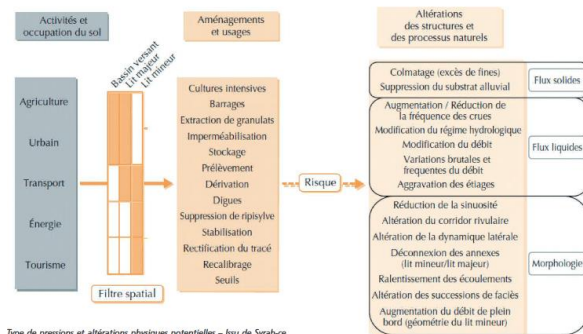 Activités et
occupation du sol
Bassin versant
Lit majeur
Lit mineur
Aménagements
et usages
Altérations
des structures et
des processus naturels
Agriculture
Urbain
Transport
Énergie
Tourisme
Filtre spatial
Cultures intensives
Barrages
Extraction de granulats
Imperméabilisation
Stockage
Prélèvement
Dérivation
Digues
Suppression de ripisylve
Stabilisation
Rectification du tracé
Recalibrage
Seuils
Risque
Colmatage (excès de fines)
Suppression du substrat alluvial
Flux solides
Augmentation / Réduction de
la fréquence des crues
Modification du régime hydrologique
Modification du débit
Variations brutales et
frequentes du débit
Aggravation des étiages
Flux liquides
Réduction de la sinuosité
Altération du corridor rivulaire
Altération de la dynamique latérale
Déconnexion des annexes
(lit mineur/lit majeur)
Ralentissement des écoulements
Altération des successions de faciès
Augmentation du débit de plein
bord (géométrie du lit mineur)
Morphologie
Type de pressions et altérations physiques potentielles – Issu de Syrah-ce